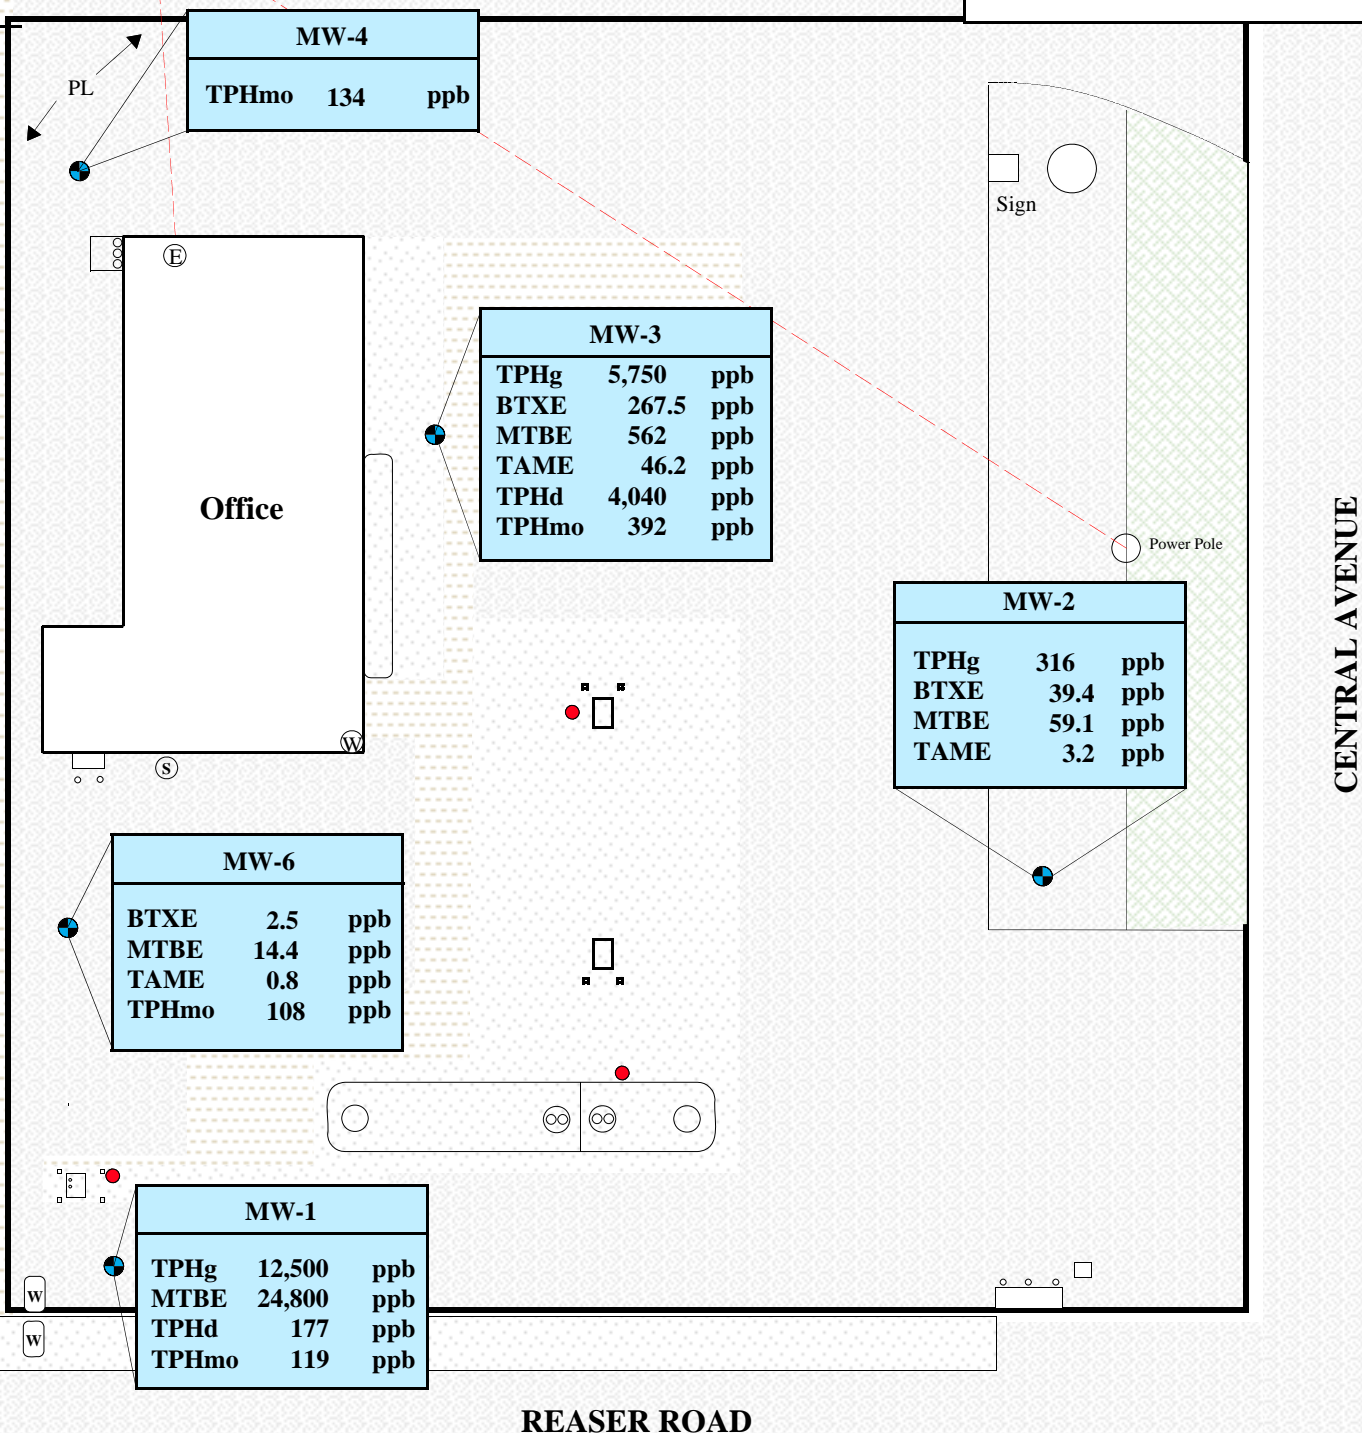 MW-4
TPHmo 134 ppb
PL
Sign
E
MW-3
TPHg 5,750 ppb
BTXE 267.5 ppb
MTBE 562 ppb
TAME 46.2 ppb
TPHd 4,040 ppb
TPHmo 392 ppb
Office
Power Pole
MW-2
TPHg 316 ppb
BTXE 39.4 ppb
MTBE 59.1 ppb
TAME 3.2 ppb
CENTRAL AVENUE
W
S
MW-6
BTXE 2.5 ppb
MTBE 14.4 ppb
TAME 0.8 ppb
TPHmo 108 ppb
MW-1
TPHg 12,500 ppb
MTBE 24,800 ppb
TPHd 177 ppb
TPHmo 119 ppb
W
W
REASER ROAD